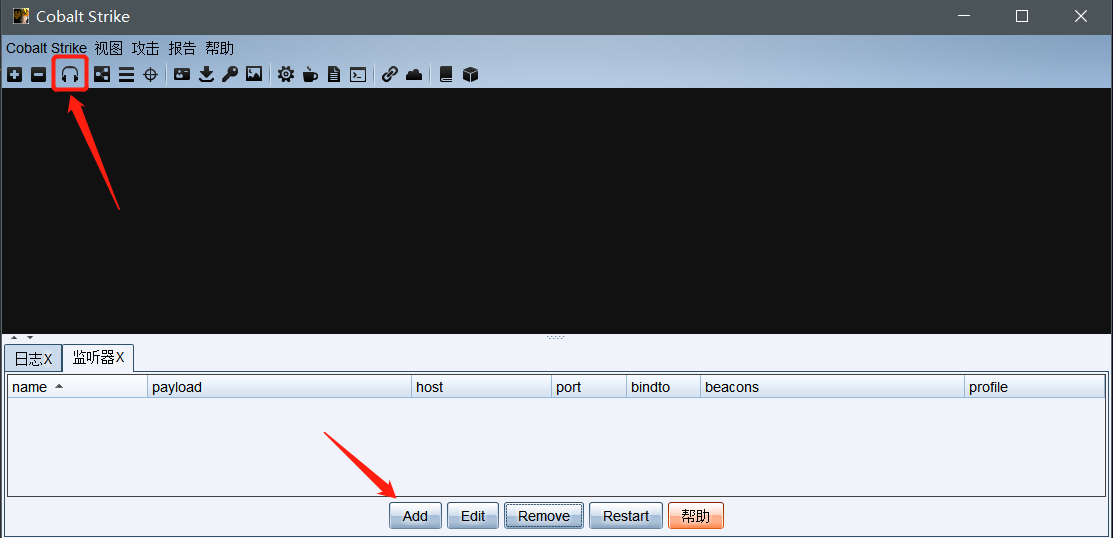 Cobalt Strike
Cobalt Strike 视图 攻击 报告 帮助
日志X 监听器X
name payload host port bindto beacons profile
Add Edit Remove Restart 帮助